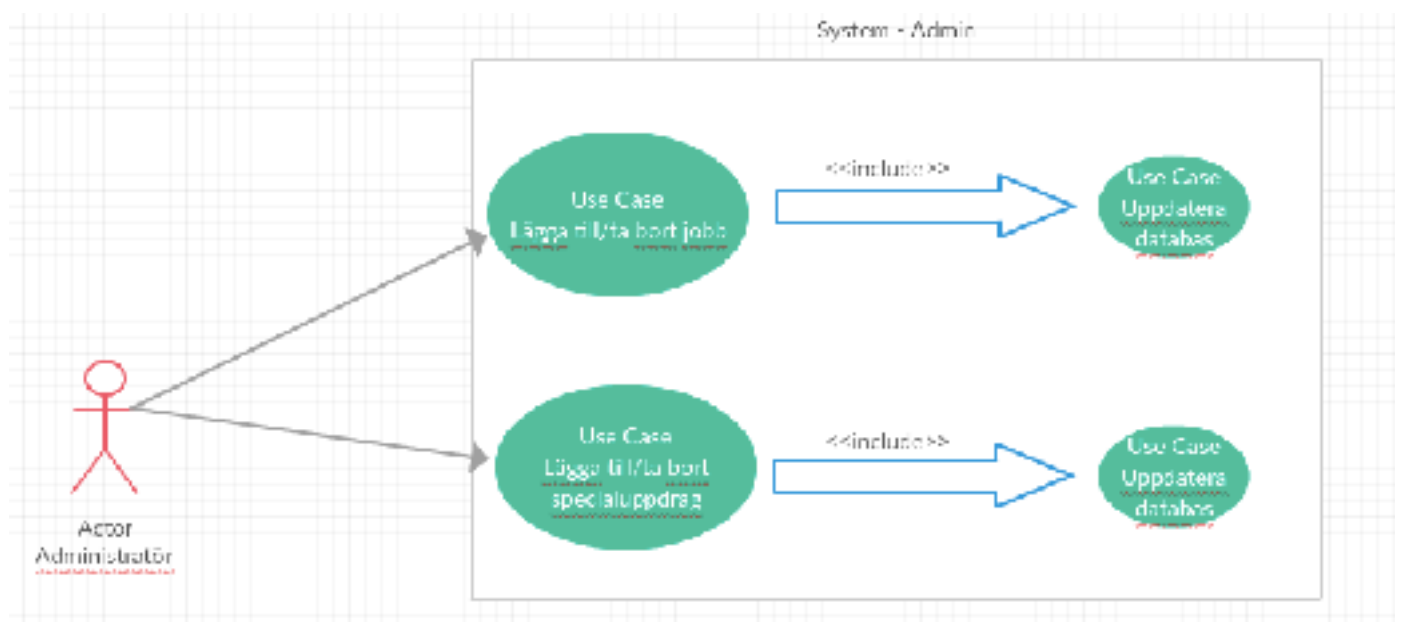 System - Admin
<<include>>
Use Case
Lägga till/ta bort jobb
Use Case
Uppdatera
databas
<<include>>
Use Case
Lägga till/ta bort
specialuppdrag
Use Case
Uppdatera
databas
Actor
Administratör